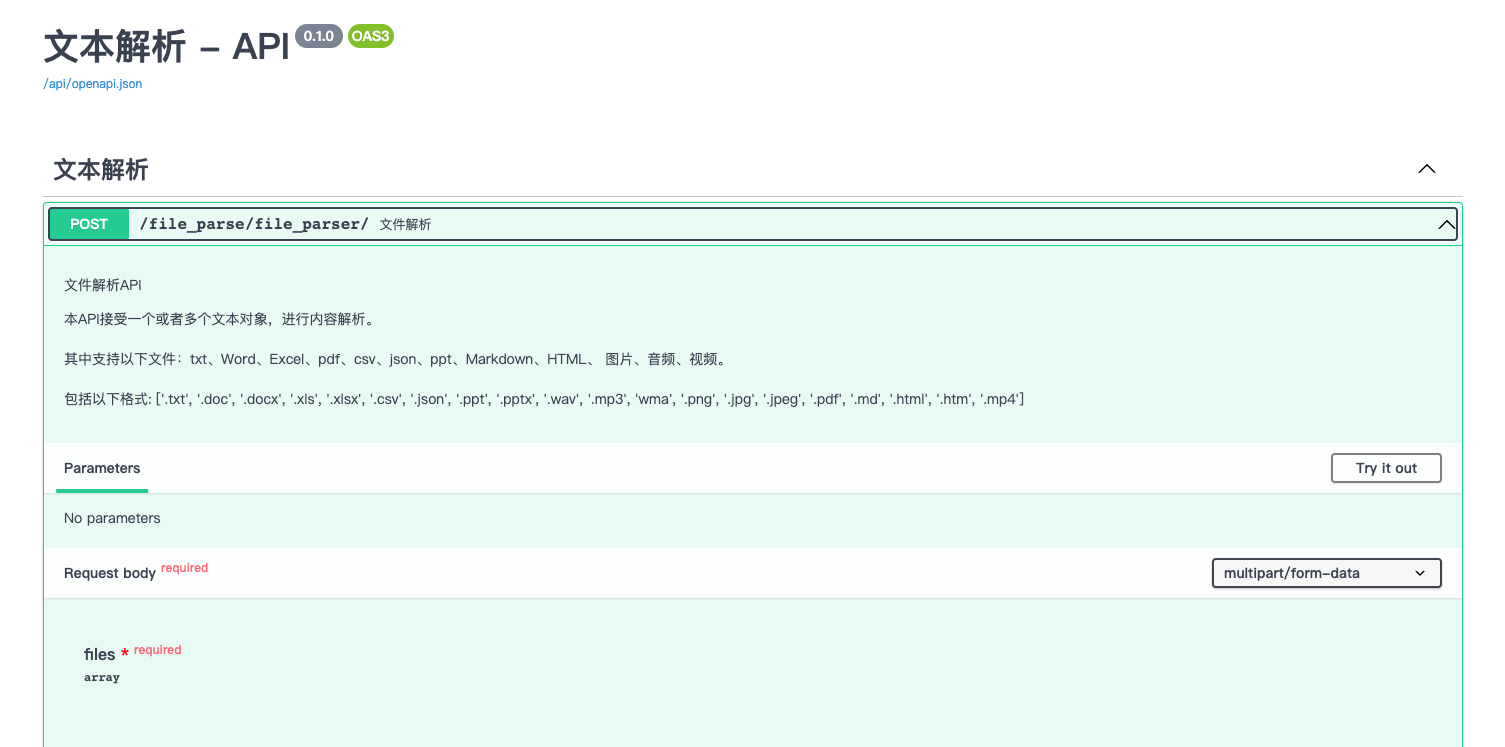 文本解析 - API 0.1.0 OAS3
/api/openapi.json
文本解析
POST /file_parse/file_parser/ 文件解析
文件解析API
本API接受一个或者多个文本对象，进行内容解析。
其中支持以下文件：txt、Word、Excel、pdf、csv、json、ppt、Markdown、HTML、 图片、音频、视频。
包括以下格式: ['.txt', '.doc', '.docx', '.xls', '.xlsx', '.csv', '.json', '.ppt', '.pptx', '.wav', '.mp3', 'wma', '.png', '.jpg', '.jpeg', '.pdf', '.md', '.html', '.htm', '.mp4']
Parameters Try it out
No parameters
Request body required multipart/form-data
files * required
array